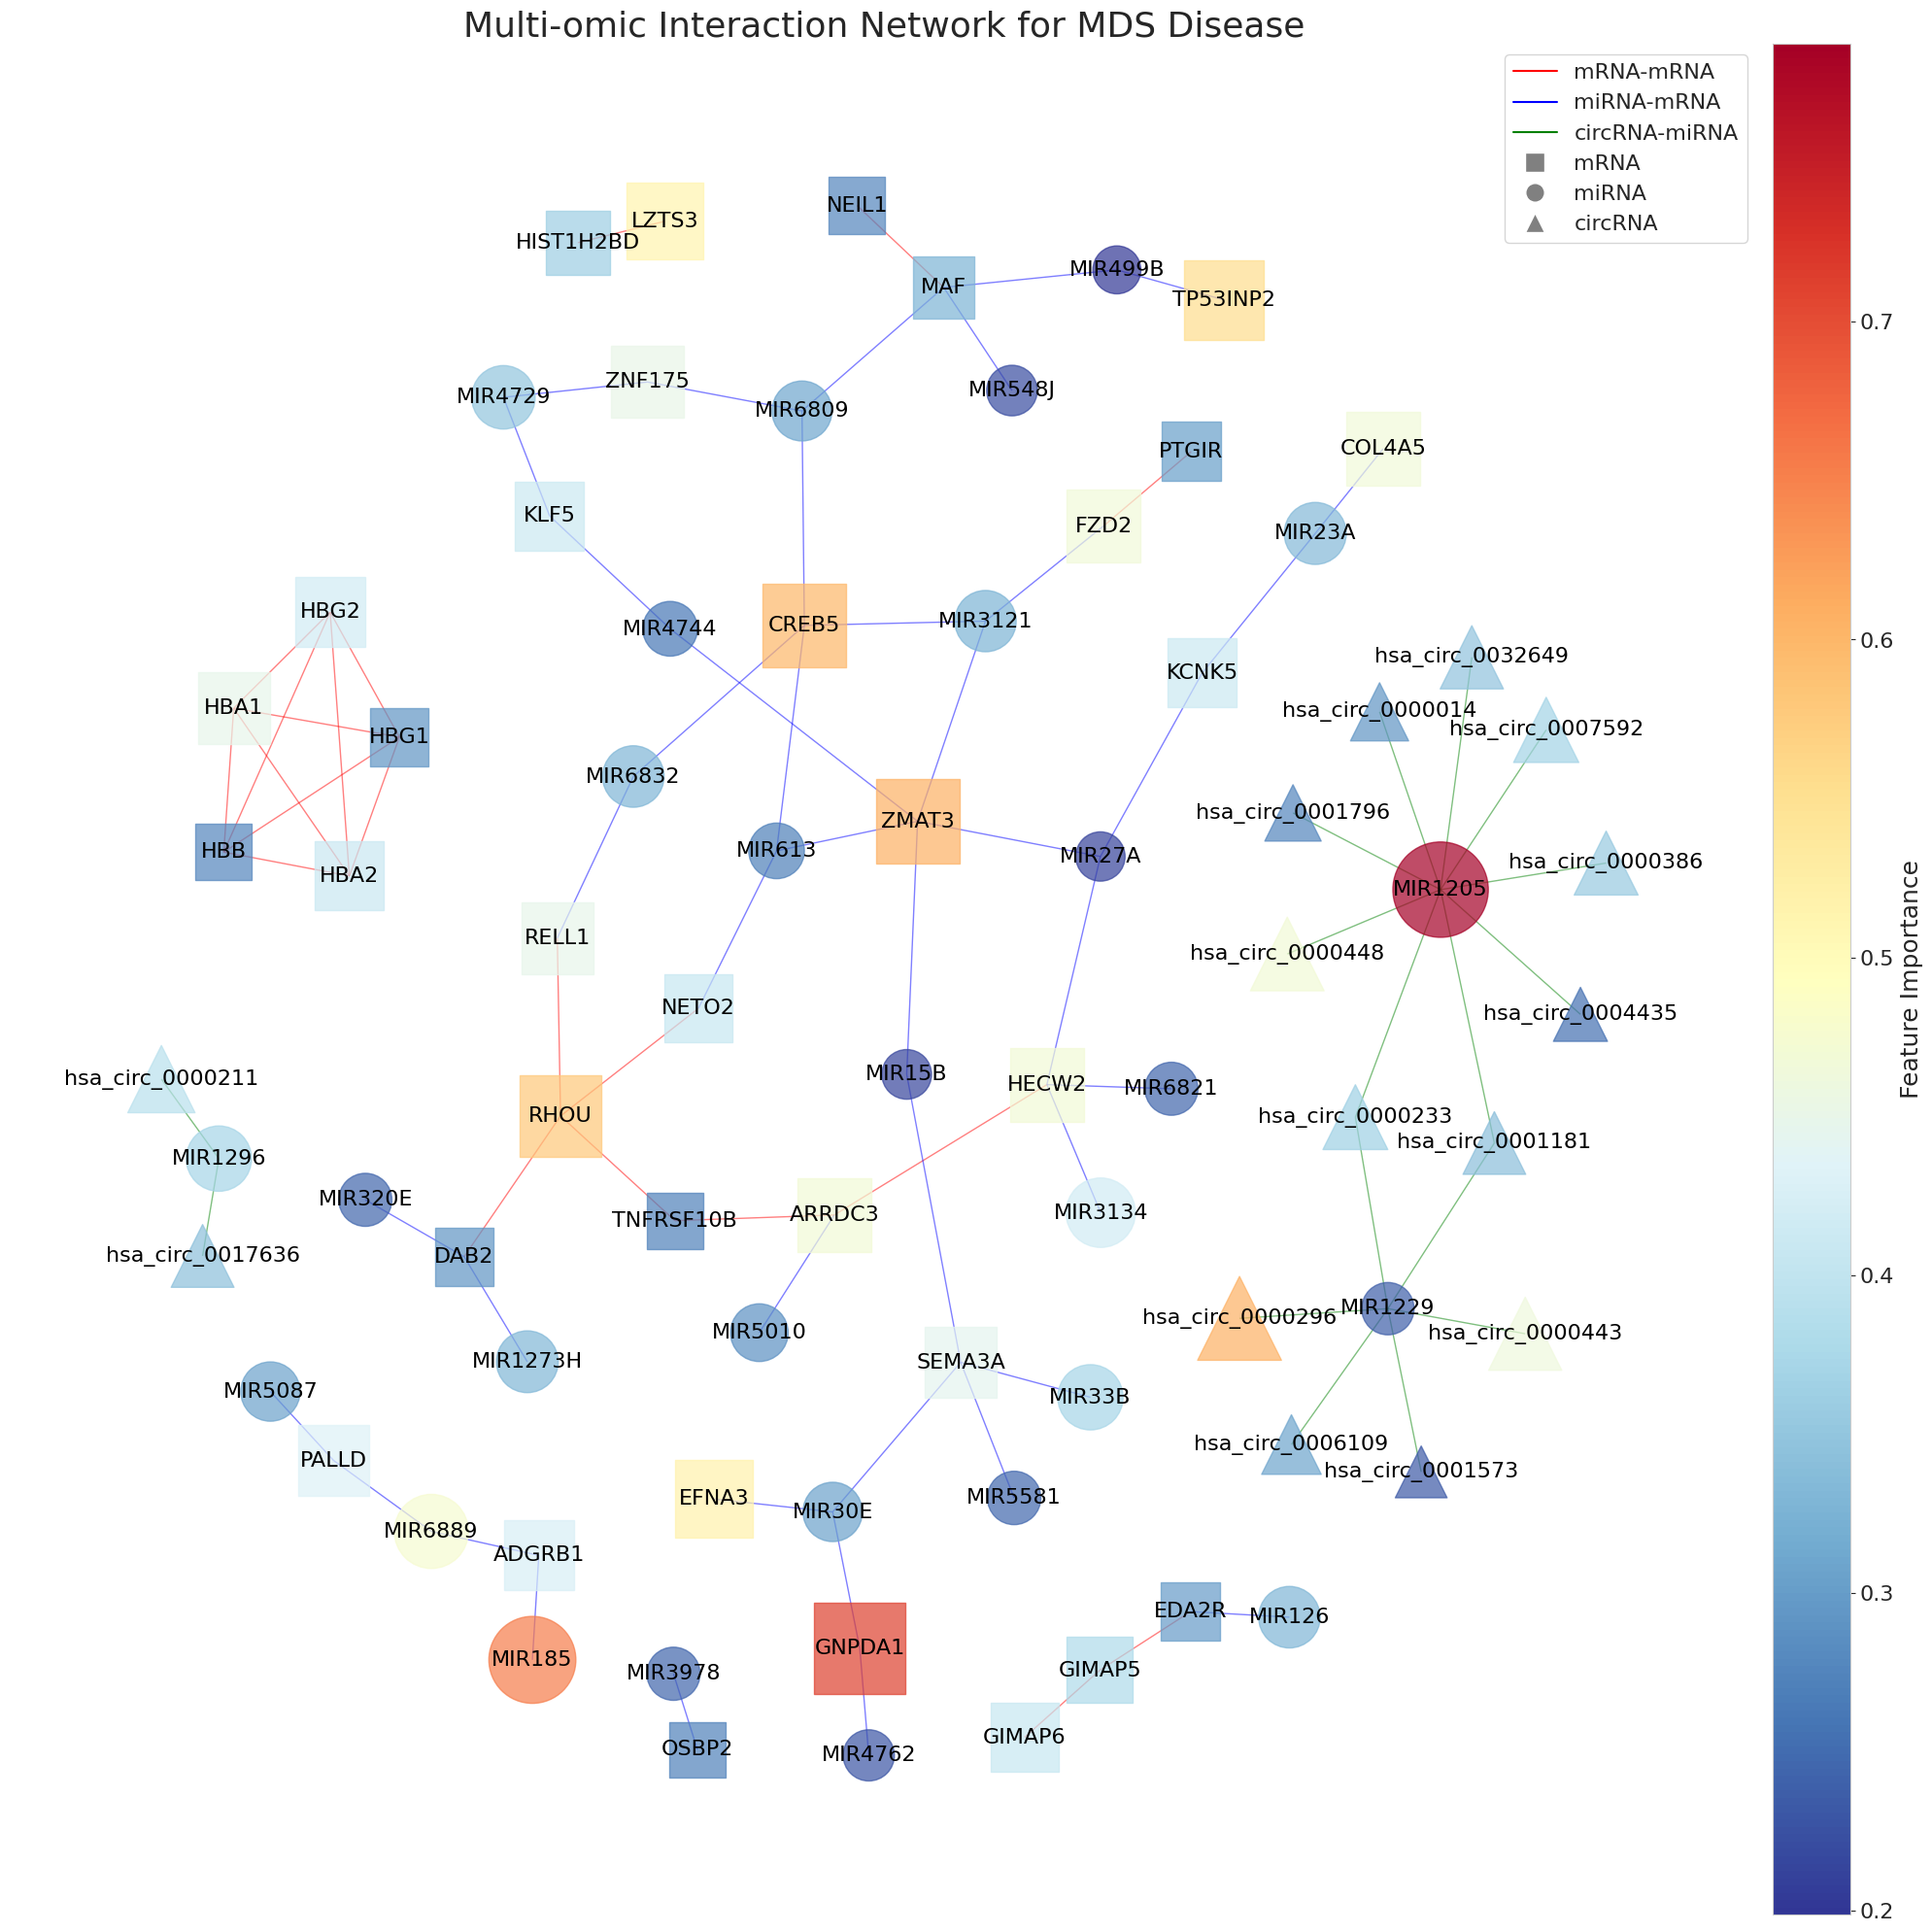 Multi-omic Interaction Network for MDS Disease
mRNA-mRNA
miRNA-mRNA
circRNA-miRNA
mRNA
miRNA
circRNA
NEIL1
LZTS3
HIST1H2BD
MIR499B
MAF
TP53INP2
ZNF175
MIR548J
MIR4729
MIR6809
PTGIR
COL4A5
KLF5
FZD2
MIR23A
HBG2
MIR3121
CREB5
MIR4744
hsa_circ_0032649
KCNK5
HBA1
hsa_circ_0000014
hsa_circ_0007592
HBG1
MIR6832
hsa_circ_0001796
ZMAT3
HBB
MIR613
MIR27A
hsa_circ_0000386
HBA2
MIR1205
RELL1
hsa_circ_0000448
NETO2
hsa_circ_0004435
MIR15B
hsa_circ_0000211
HECW2
MIR6821
RHOU
hsa_circ_0000233
hsa_circ_0001181
MIR1296
MIR320E
MIR3134
ARRDC3
TNFRSF10B
hsa_circ_0017636
DAB2
MIR1229
hsa_circ_0000296
MIR5010
hsa_circ_0000443
MIR1273H
SEMA3A
MIR5087
MIR33B
hsa_circ_0006109
PALLD
hsa_circ_0001573
EFNA3
MIR5581
MIR30E
MIR6889
ADGRB1
EDA2R
MIR126
GNPDA1
MIR185
GIMAP5
MIR3978
GIMAP6
OSBP2
MIR4762
0.7
0.6
0.5
0.4
0.3
0.2
Feature Importance